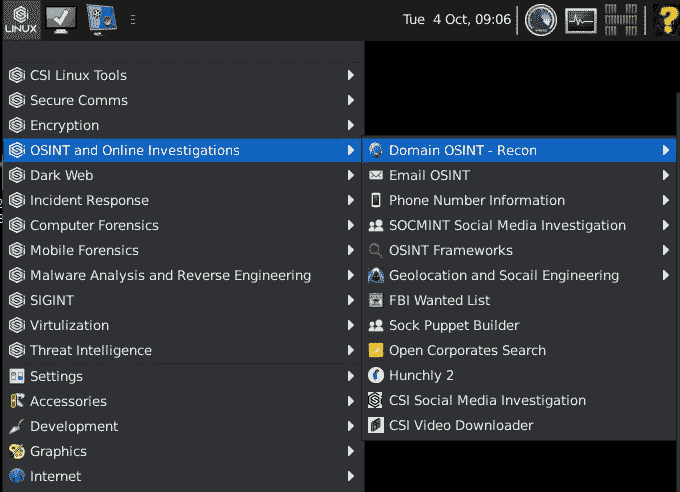 LINUX
Tue 4 Oct, 09:06
CSI Linux Tools
Secure Comms
Encryption
OSINT and Online Investigations
Dark Web
Incident Response
Computer Forensics
Mobile Forensics
Malware Analysis and Reverse Engineering
SIGINT
Virtulization
Threat Intelligence
Settings
Accessories
Development
Graphics
Internet
Domain OSINT - Recon
Email OSINT
Phone Number Information
SOCMINT Social Media Investigation
OSINT Frameworks
Geolocation and Socail Engineering
FBI Wanted List
Sock Puppet Builder
Open Corporates Search
Hunchly 2
CSI Social Media Investigation
CSI Video Downloader